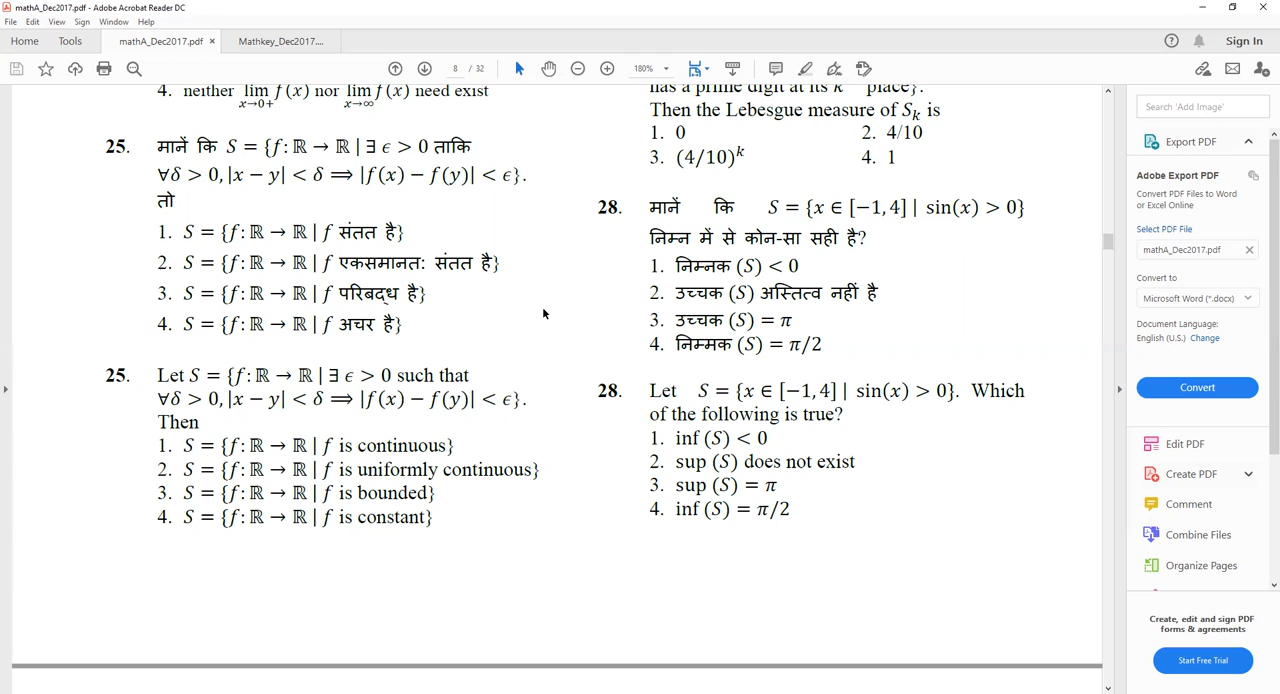 mathA_Dec2017.pdf - Adobe Acrobat Reader DC
File Edit View Sign Window Help
Home Tools mathA_Dec2017.pdf × Mathkey_Dec2017.... Sign In
8 / 32 180%
4. neither lim f(x) nor lim f(x) need exist
x→0+ x→∞
25. मानें कि S = {f: ℝ → ℝ | ∃ ϵ > 0 ताकि
∀δ > 0, |x − y| < δ ⟹ |f(x) − f(y)| < ϵ}.
तो
1. S = {f: ℝ → ℝ | f संतत है}
2. S = {f: ℝ → ℝ | f एकसमानत: संतत है}
3. S = {f: ℝ → ℝ | f परिबद्ध है}
4. S = {f: ℝ → ℝ | f अचर है}
25. Let S = {f: ℝ → ℝ | ∃ ϵ > 0 such that
∀δ > 0, |x − y| < δ ⟹ |f(x) − f(y)| < ϵ}.
Then
1. S = {f: ℝ → ℝ | f is continuous}
2. S = {f: ℝ → ℝ | f is uniformly continuous}
3. S = {f: ℝ → ℝ | f is bounded}
4. S = {f: ℝ → ℝ | f is constant}
has a prime digit at its k place}.
Then the Lebesgue measure of Sₖ is
1. 0 2. 4/10
3. (4/10)ᵏ 4. 1
28. मानें कि S = {x ∈ [−1, 4] | sin(x) > 0}
निम्न में से कोन-सा सही है?
1. निम्नक (S) < 0
2. उच्चक (S) अस्तित्व नहीं है
3. उच्चक (S) = π
4. निम्मक (S) = π/2
28. Let S = {x ∈ [−1, 4] | sin(x) > 0}. Which
of the following is true?
1. inf (S) < 0
2. sup (S) does not exist
3. sup (S) = π
4. inf (S) = π/2
Search 'Add Image'
Export PDF
Adobe Export PDF
Convert PDF Files to Word
or Excel Online
Select PDF File
mathA_Dec2017.pdf ×
Convert to
Microsoft Word (*.docx)
Document Language:
English (U.S.) Change
Convert
Edit PDF
Create PDF
Comment
Combine Files
Organize Pages
Create, edit and sign PDF
forms & agreements
Start Free Trial